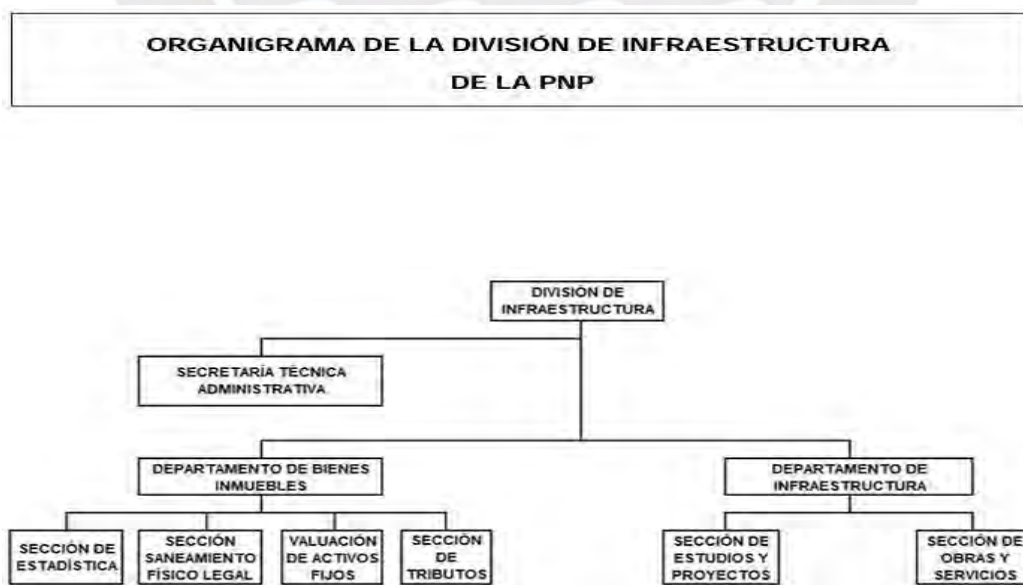 ORGANIGRAMA DE LA DIVISIÓN DE INFRAESTRUCTURA
DE LA PNP
DIVISIÓN DE
INFRAESTRUCTURA
SECRETARÍA TÉCNICA
ADMINISTRATIVA
DEPARTAMENTO DE BIENES
INMUEBLES
DEPARTAMENTO DE
INFRAESTRUCTURA
SECCIÓN DE
ESTADÍSTICA
SECCIÓN
SANEAMIENTO
FÍSICO LEGAL
VALUACIÓN
DE ACTIVOS
FIJOS
SECCIÓN
DE
TRIBUTOS
SECCIÓN DE
ESTUDIOS Y
PROYECTOS
SECCIÓN DE
OBRAS Y
SERVICIOS